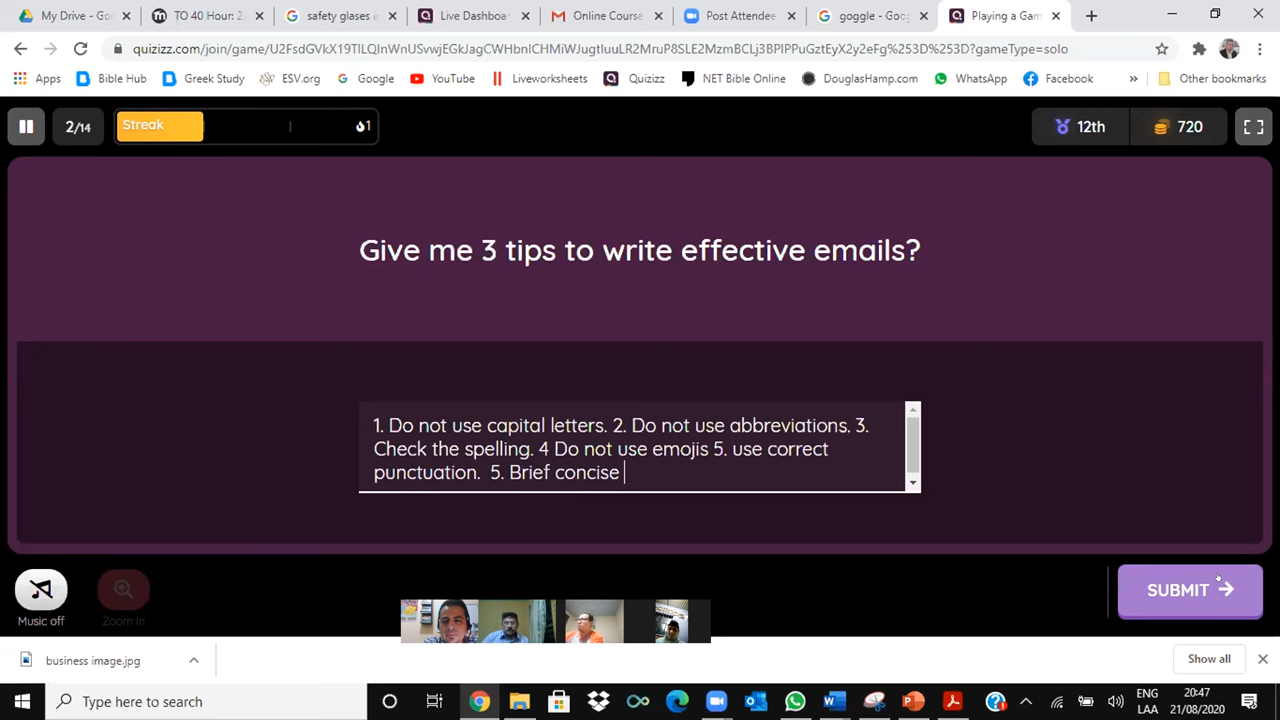 My Drive - Goo
TO 40 Hour: 2-
safety glases e
Live Dashboa
Online Course
Post Attendee
goggle - Goog
Playing a Gam
quizizz.com/join/game/U2FsdGVkX19TlLQlnWnUSvwjEGkJagCWHbnICHMiWJugtIuuLR2MruP8SLE2MzmBCLj3BPlPPuGztEyX2y2eFg%253D%253D?gameType=solo
Apps
Bible Hub
Greek Study
ESV.org
Google
YouTube
Liveworksheets
Quizizz
NET Bible Online
DouglasHamp.com
WhatsApp
Facebook
»
Other bookmarks
2/14
Streak
1
12th
720
Give me 3 tips to write effective emails?
1. Do not use capital letters. 2. Do not use abbreviations. 3.
Check the spelling. 4 Do not use emojis 5. use correct
punctuation.  5. Brief concise
Music off
Zoom In
SUBMIT
business image.jpg
Show all
Type here to search
ENG
LAA
20:47
21/08/2020